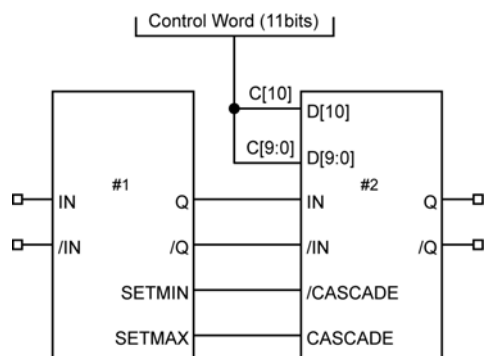 Control Word (11bits)
C[10]
D[10]
C[9:0]
D[9:0]
#1
#2
IN
Q
IN
Q
/IN
/Q
/IN
/Q
SETMIN
/CASCADE
SETMAX
CASCADE